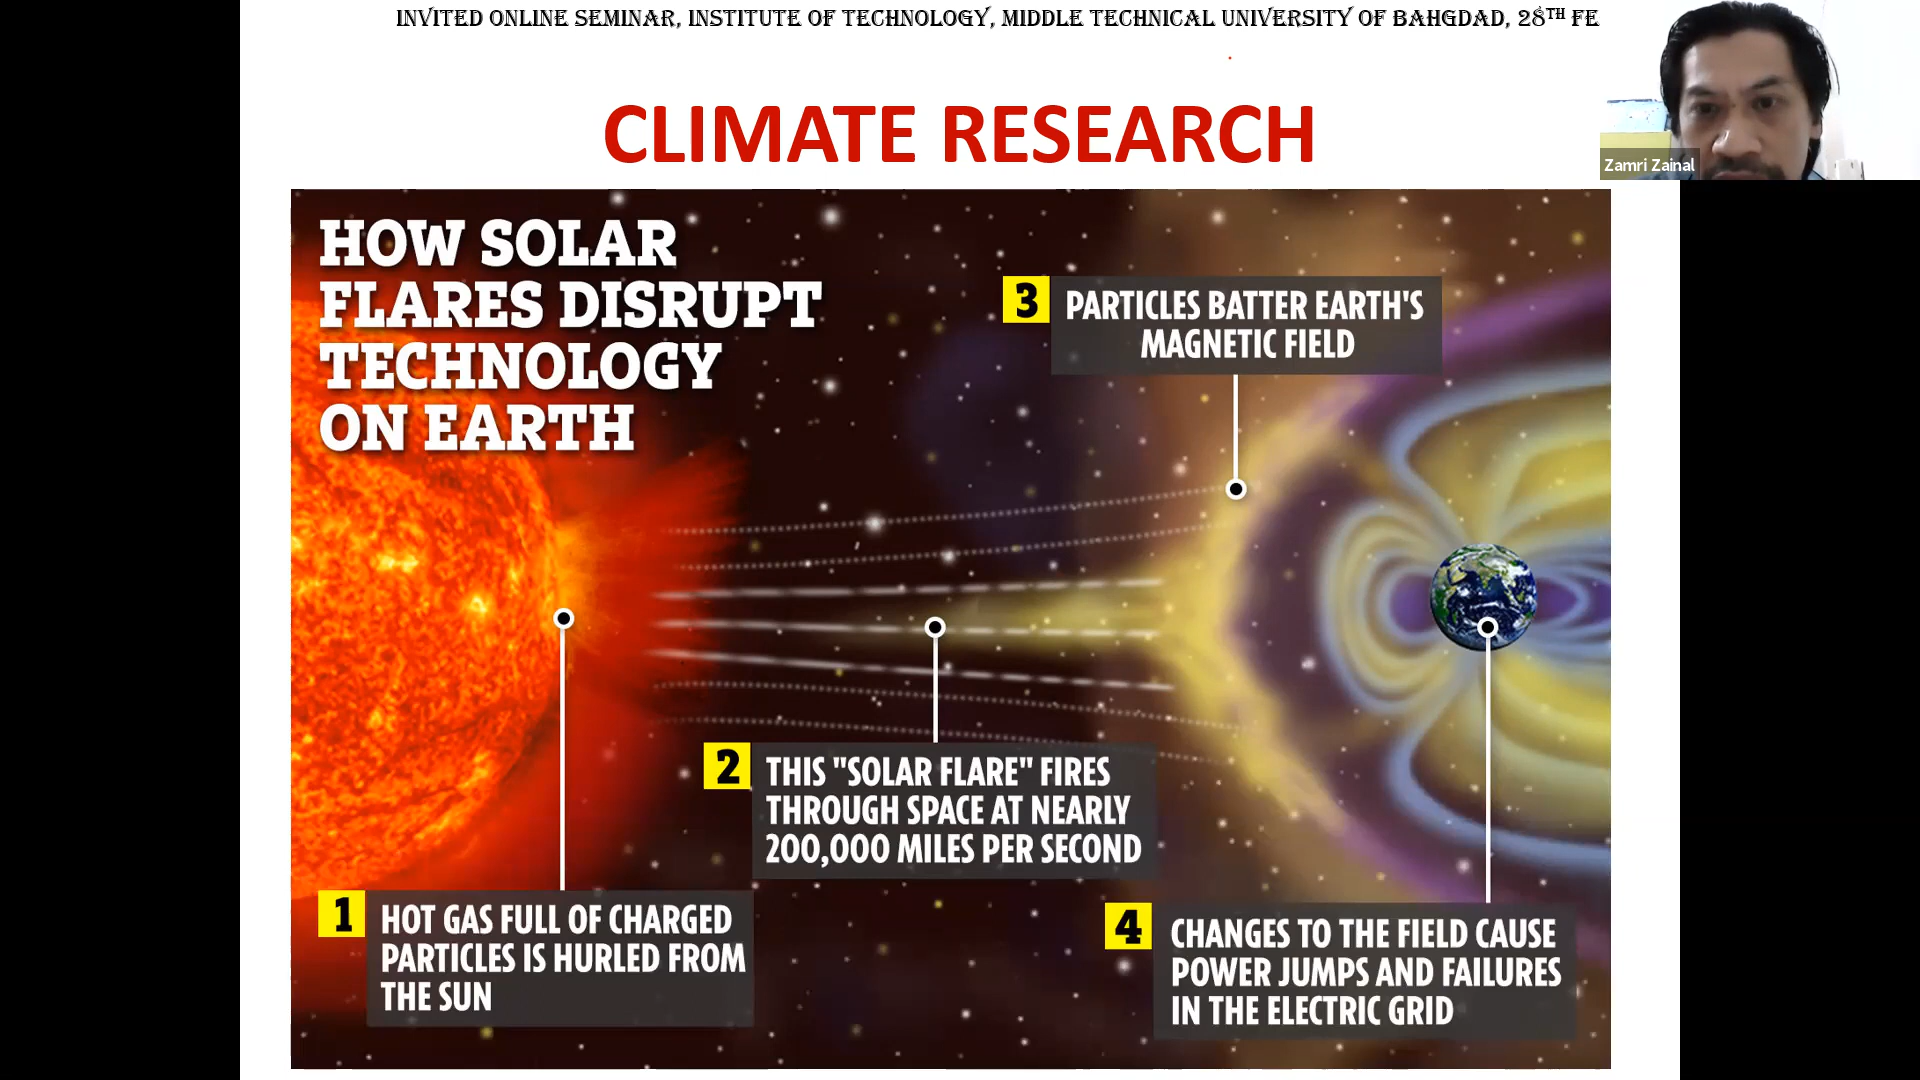 INVITED ONLINE SEMINAR, INSTITUTE OF TECHNOLOGY, MIDDLE TECHNICAL UNIVERSITY OF BAHGDAD, 28TH FE
CLIMATE RESEARCH
Zamri Zainal
HOW SOLAR
FLARES DISRUPT
TECHNOLOGY
ON EARTH
3 PARTICLES BATTER EARTH'S
MAGNETIC FIELD
2 THIS "SOLAR FLARE" FIRES
THROUGH SPACE AT NEARLY
200,000 MILES PER SECOND
1 HOT GAS FULL OF CHARGED
PARTICLES IS HURLED FROM
THE SUN
4 CHANGES TO THE FIELD CAUSE
POWER JUMPS AND FAILURES
IN THE ELECTRIC GRID